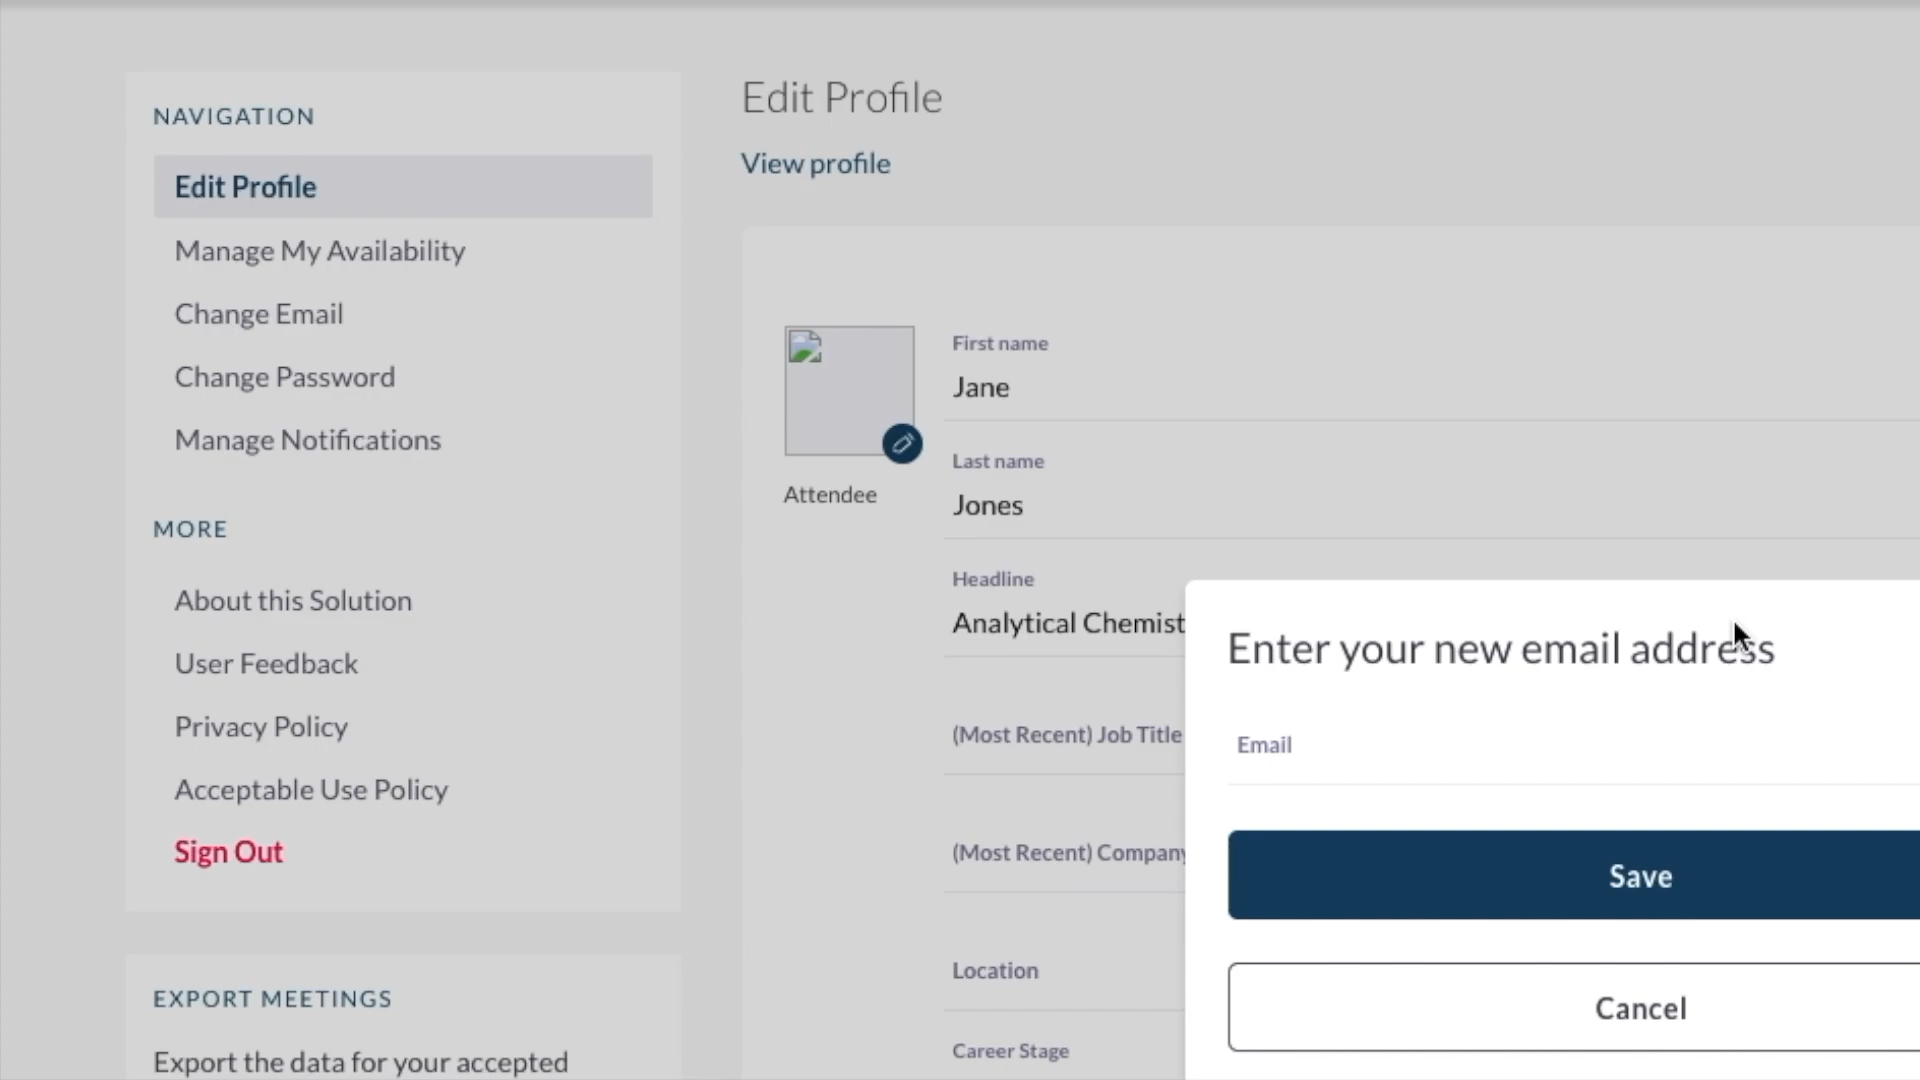 NAVIGATION
Edit Profile
Manage My Availability
Change Email
Change Password
Manage Notifications
MORE
About this Solution
User Feedback
Privacy Policy
Acceptable Use Policy
Sign Out
EXPORT MEETINGS
Export the data for your accepted
Edit Profile
View profile
Attendee
First name
Jane
Last name
Jones
Headline
Analytical Chemist
(Most Recent) Job Title
(Most Recent) Company
Location
Career Stage
Enter your new email address
Email
Save
Cancel